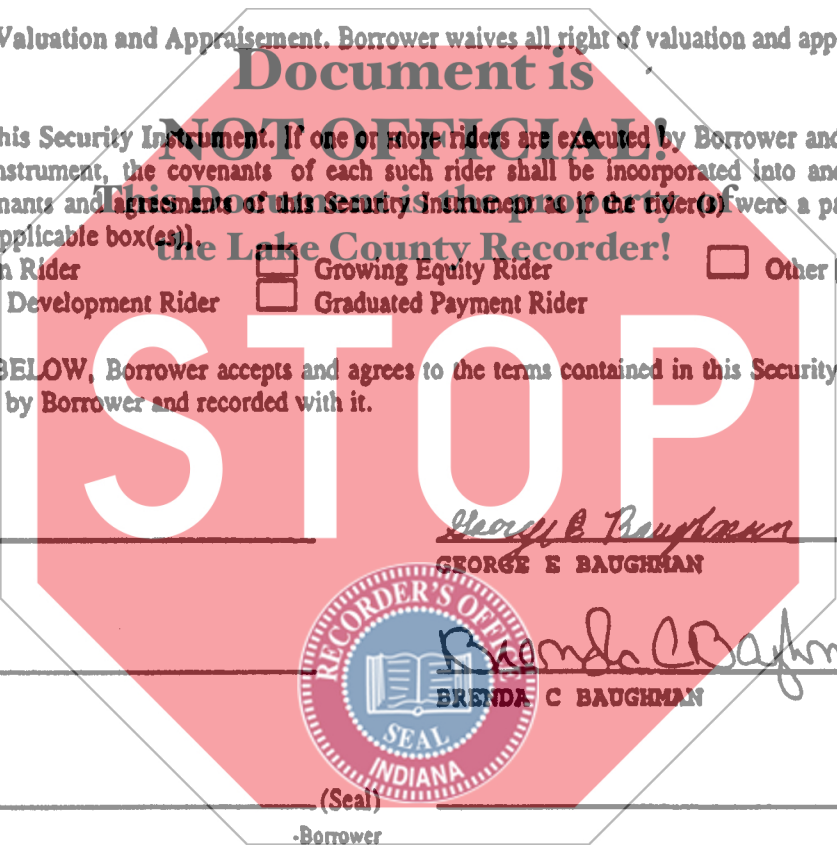 Valuation and Appraisement. Borrower waives all right of valuation and app
Document is
NOT OFFICIAL!
This Document is the property of
the Lake County Recorder!
his Security Instrument. If one or more riders are executed by Borrower and
nstrument, the covenants of each such rider shall be incorporated into and
nants and agreements of this Security Instrument as if the rider(s) were a pa
pplicable box(es)].
n Rider
Growing Equity Rider
Other
Development Rider
Graduated Payment Rider
STOP
BELOW, Borrower accepts and agrees to the terms contained in this Security
by Borrower and recorded with it.
George E Baughman
GEORGE E BAUGHMAN
Brenda C Baghm
BRENDA C BAUGHMAN
RECORDER'S OFFICE
SEAL
INDIANA
(Seal)
-Borrower